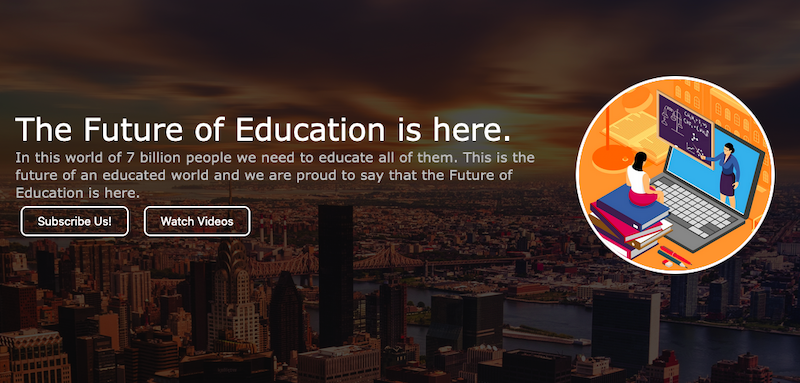 The Future of Education is here.
In this world of 7 billion people we need to educate all of them. This is the
future of an educated world and we are proud to say that the Future of
Education is here.
Subscribe Us!
Watch Videos